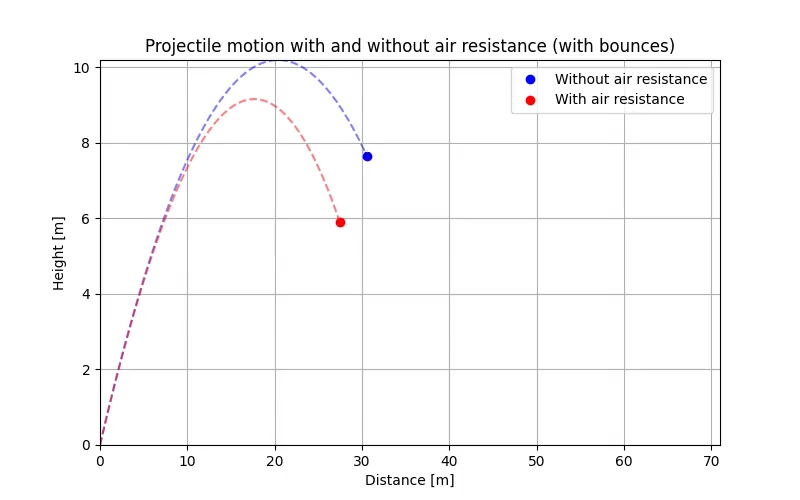 Projectile motion with and without air resistance (with bounces)
Without air resistance
With air resistance
10
8
6
4
2
0
Height [m]
0 10 20 30 40 50 60 70
Distance [m]